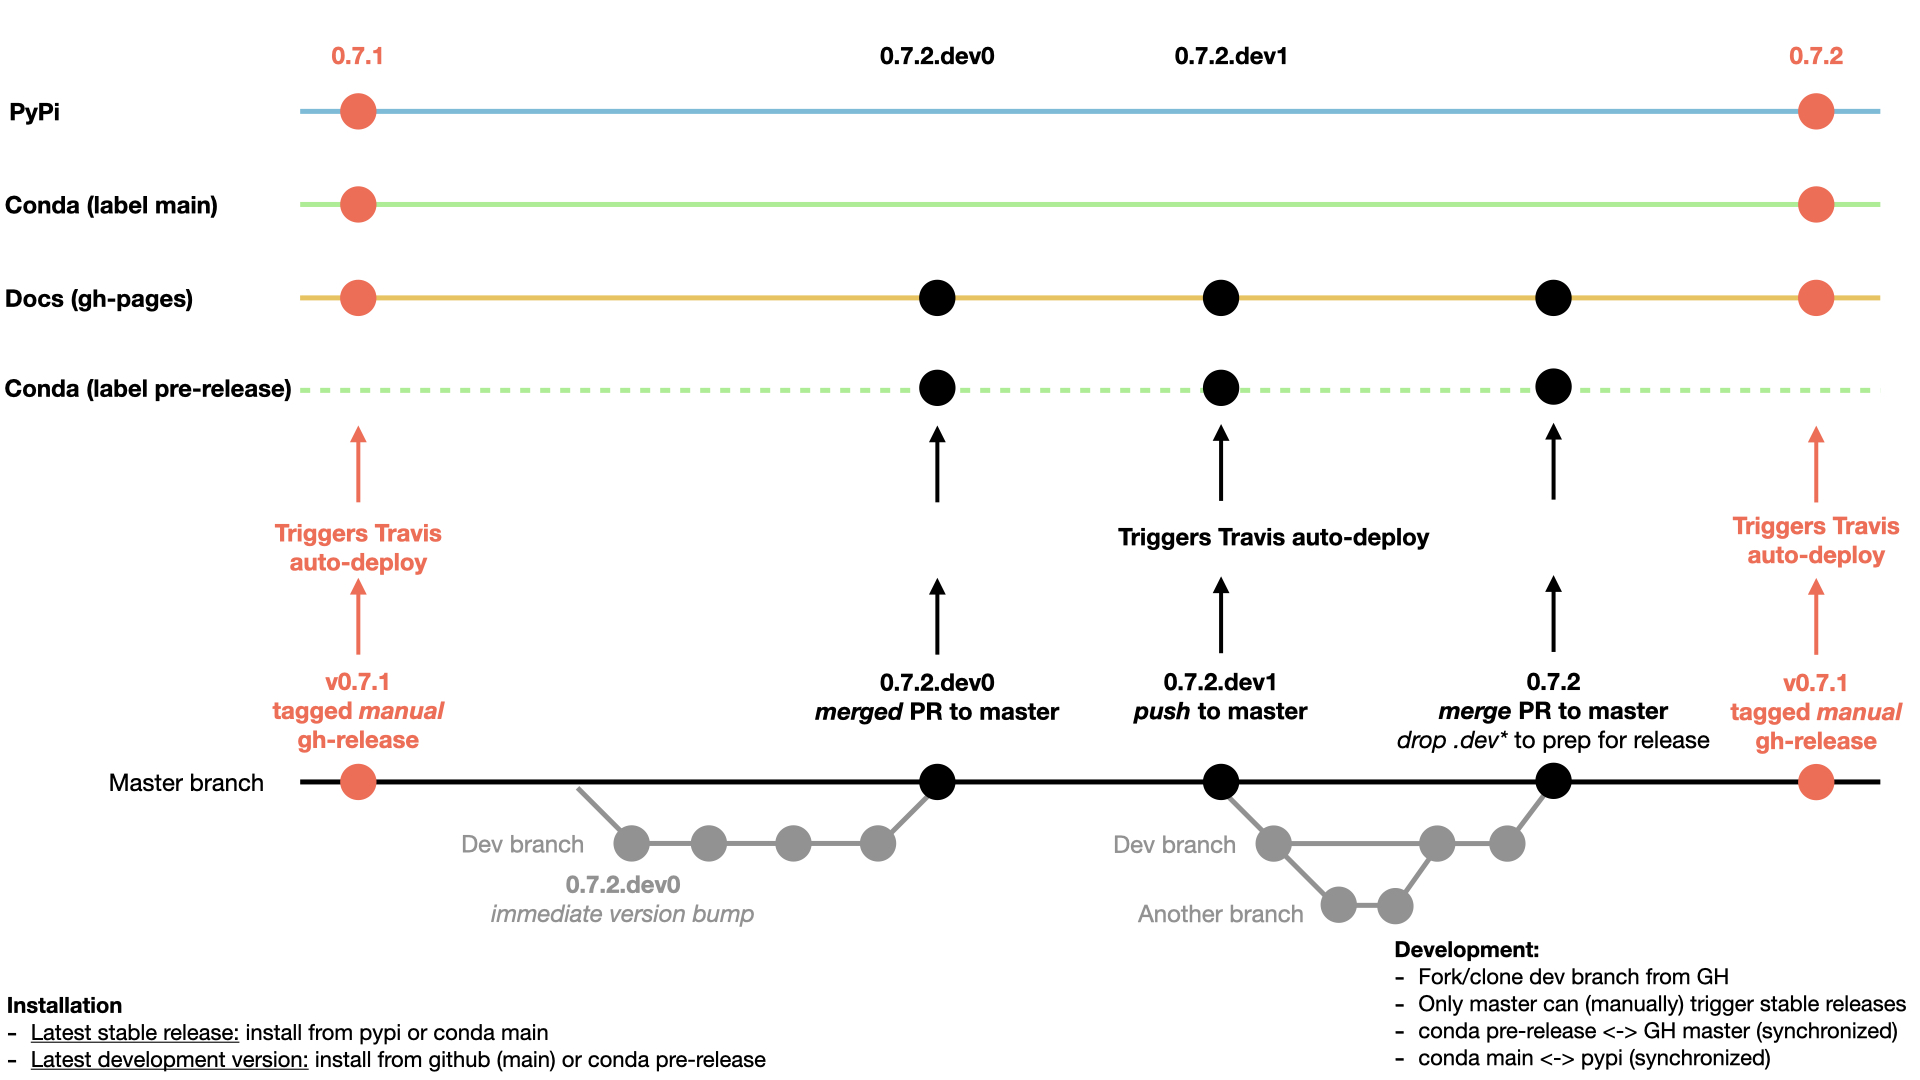 0.7.1
0.7.2.dev0
0.7.2.dev1
0.7.2
PyPi
Conda (label main)
Docs (gh-pages)
Conda (label pre-release)
Triggers Travis
auto-deploy
Triggers Travis auto-deploy
Triggers Travis
auto-deploy
v0.7.1
tagged manual
gh-release
0.7.2.dev0
merged PR to master
0.7.2.dev1
push to master
0.7.2
merge PR to master
drop .dev* to prep for release
v0.7.1
tagged manual
gh-release
Master branch
Dev branch
0.7.2.dev0
immediate version bump
Dev branch
Another branch
Development:
- Fork/clone dev branch from GH
- Only master can (manually) trigger stable releases
- conda pre-release <-> GH master (synchronized)
- conda main <-> pypi (synchronized)
Installation
- Latest stable release: install from pypi or conda main
- Latest development version: install from github (main) or conda pre-release